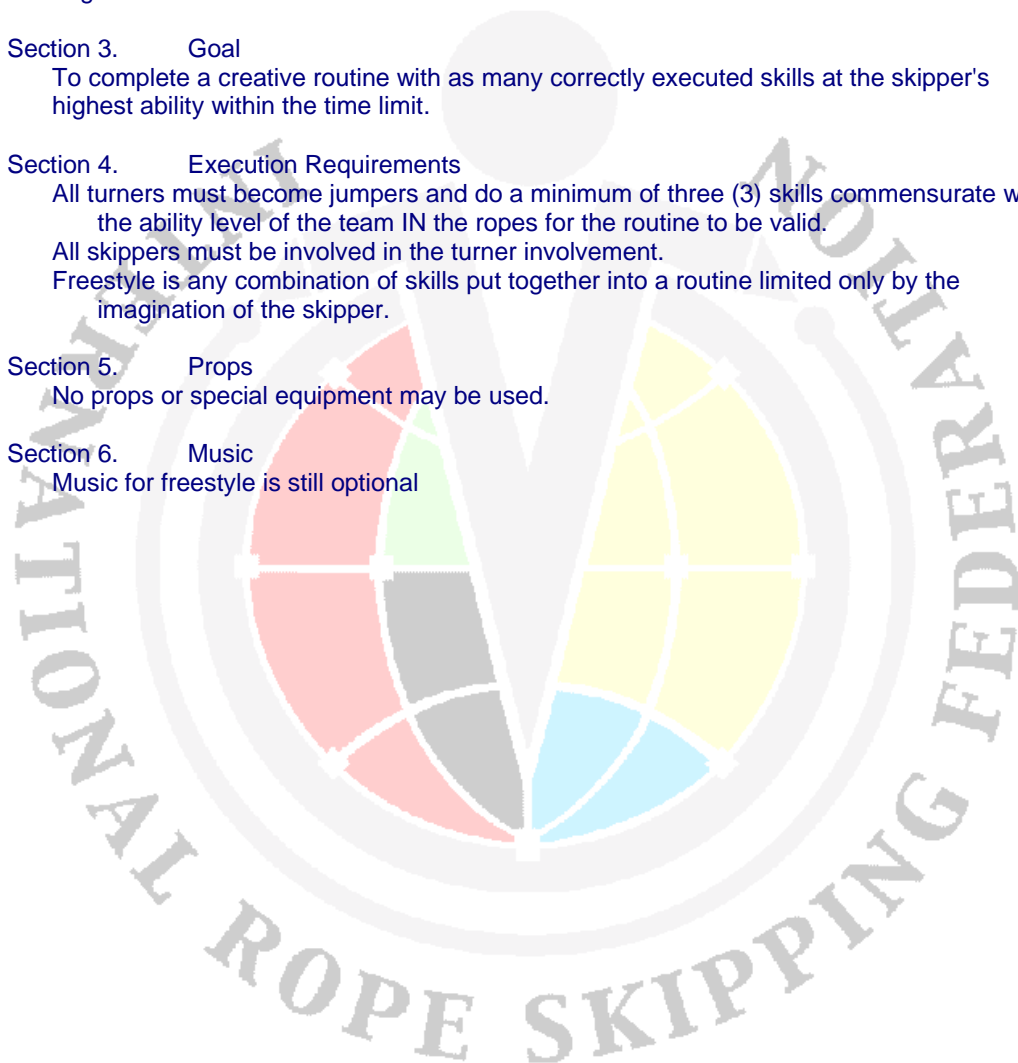 Section 3. Goal
To complete a creative routine with as many correctly executed skills at the skipper's
highest ability within the time limit.
Section 4. Execution Requirements
All turners must become jumpers and do a minimum of three (3) skills commensurate w
the ability level of the team IN the ropes for the routine to be valid.
All skippers must be involved in the turner involvement.
Freestyle is any combination of skills put together into a routine limited only by the
imagination of the skipper.
Section 5. Props
No props or special equipment may be used.
Section 6. Music
Music for freestyle is still optional
INTERNATIONAL ROPE SKIPPING FEDERATION